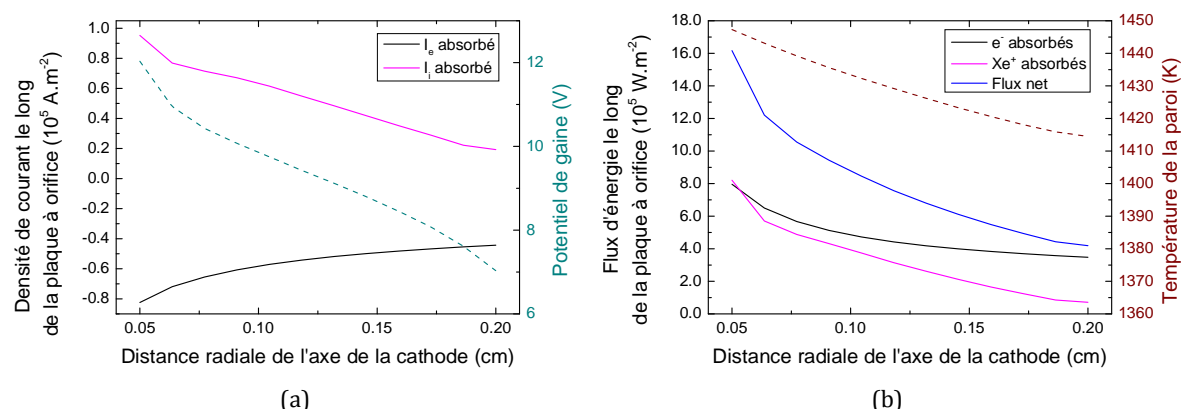 Densité de courant le long
de la plaque à orifice (10⁵ A.m⁻²)
1.0
0.8
0.6
0.4
0.2
0.0
-0.2
-0.4
-0.6
-0.8
I_e absorbé
I_i absorbé
12
10
8
6
Potentiel de gaine (V)
0.05 0.10 0.15 0.20
Distance radiale de l'axe de la cathode (cm)
(a)
Flux d'énergie le long
de la plaque à orifice (10⁵ W.m⁻²)
18.0
16.0
14.0
12.0
10.0
8.0
6.0
4.0
2.0
0.0
e⁻ absorbés
Xe⁺ absorbés
Flux net
1450
1440
1430
1420
1410
1400
1390
1380
1370
1360
Température de la paroi (K)
0.05 0.10 0.15 0.20
Distance radiale de l'axe de la cathode (cm)
(b)